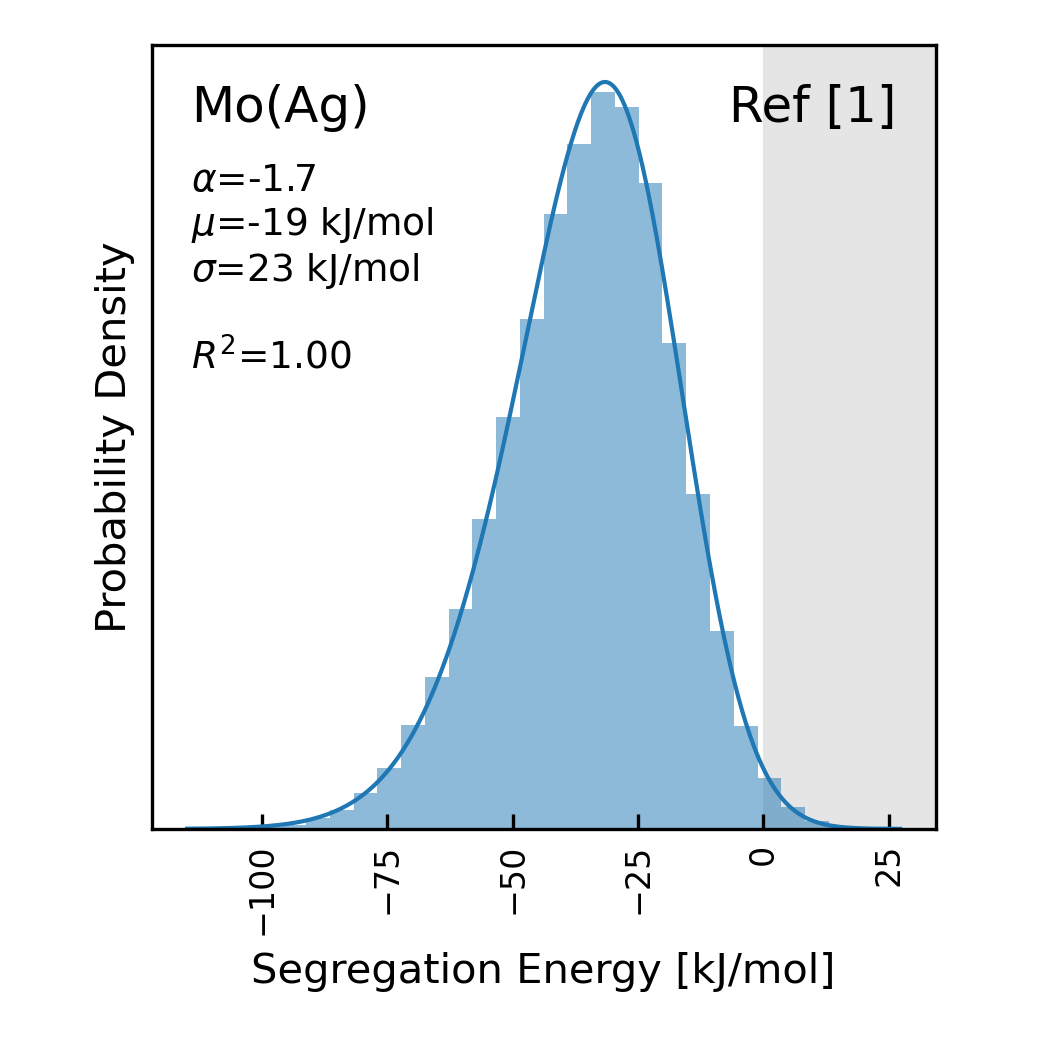 Mo(Ag)
Ref [1]
α=-1.7
μ=-19 kJ/mol
σ=23 kJ/mol
R²=1.00
Probability Density
−100
−75
−50
−25
0
25
Segregation Energy [kJ/mol]